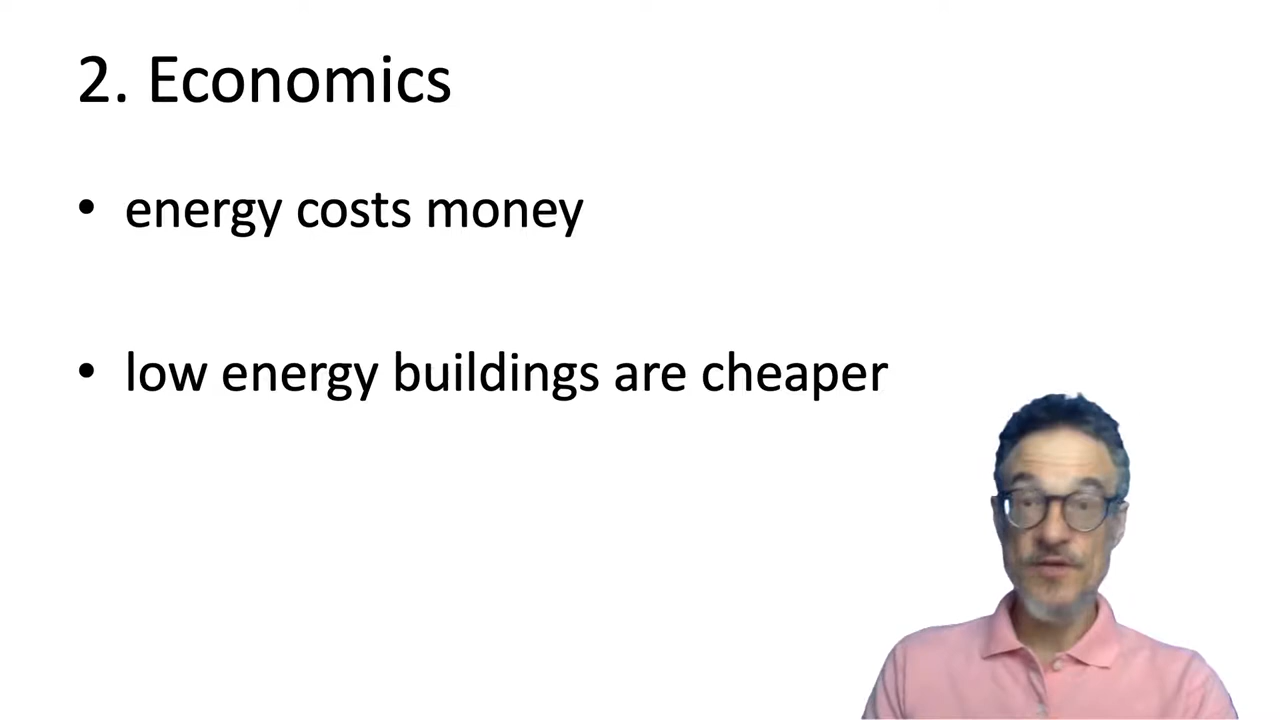 2. Economics
• energy costs money
• low energy buildings are cheaper